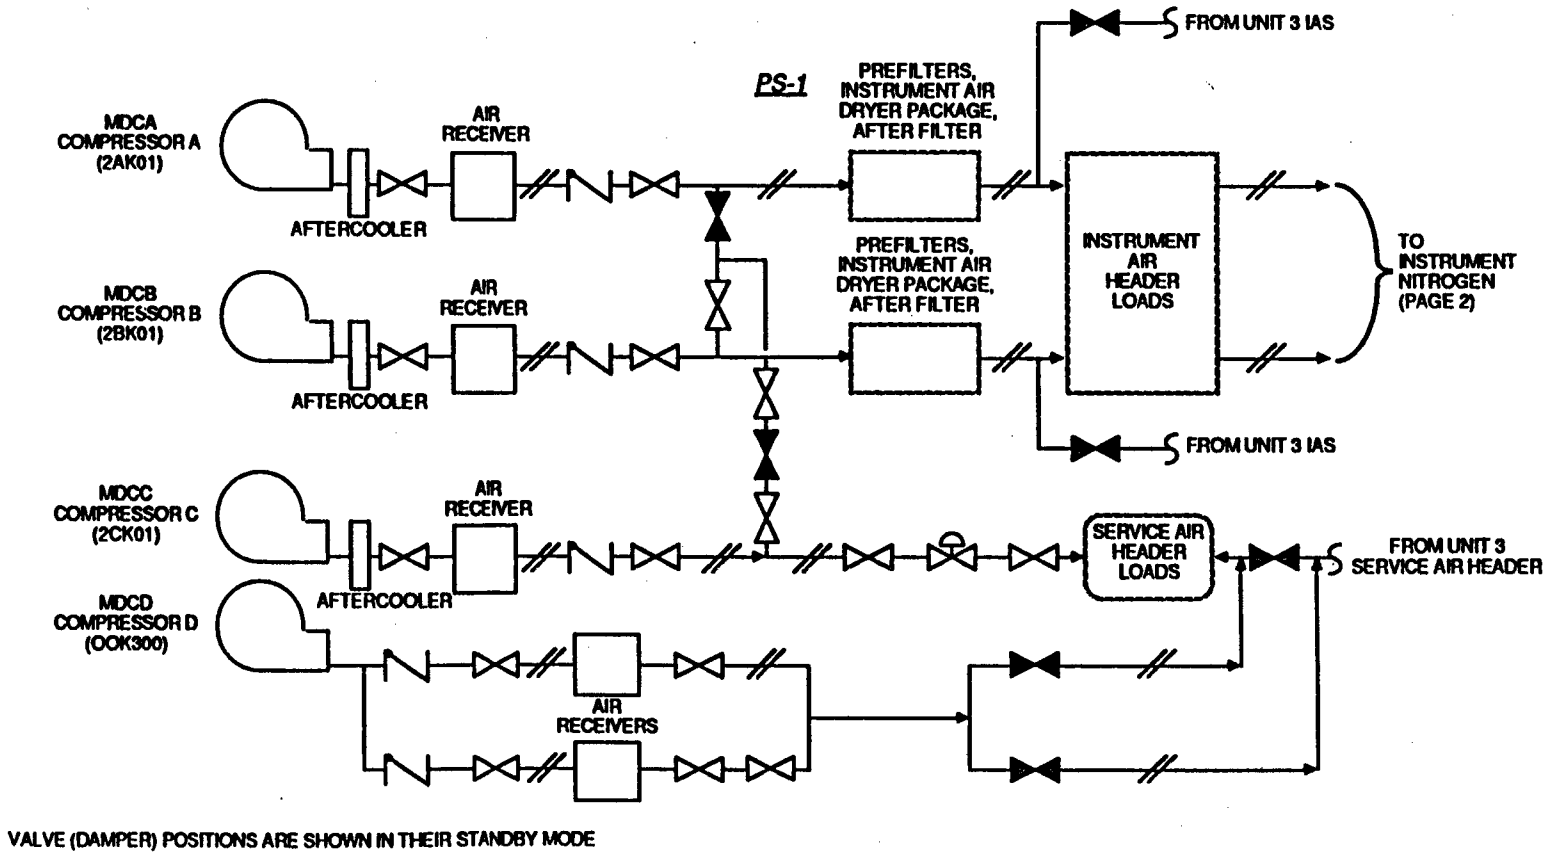 FROM UNIT 3 IAS
PS-1
PREFILTERS,
INSTRUMENT AIR
DRYER PACKAGE,
AFTER FILTER
MDCA
COMPRESSOR A
(2AK01)
AIR
RECEIVER
AFTERCOOLER
INSTRUMENT
AIR
HEADER
LOADS
TO
INSTRUMENT
NITROGEN
(PAGE 2)
PREFILTERS,
INSTRUMENT AIR
DRYER PACKAGE,
AFTER FILTER
MDCB
COMPRESSOR B
(2BK01)
AIR
RECEIVER
AFTERCOOLER
FROM UNIT 3 IAS
MDCC
COMPRESSOR C
(2CK01)
AIR
RECEIVER
AFTERCOOLER
SERVICE AIR
HEADER
LOADS
FROM UNIT 3
SERVICE AIR HEADER
MDCD
COMPRESSOR D
(OOK300)
AIR
RECEIVERS
VALVE (DAMPER) POSITIONS ARE SHOWN IN THEIR STANDBY MODE